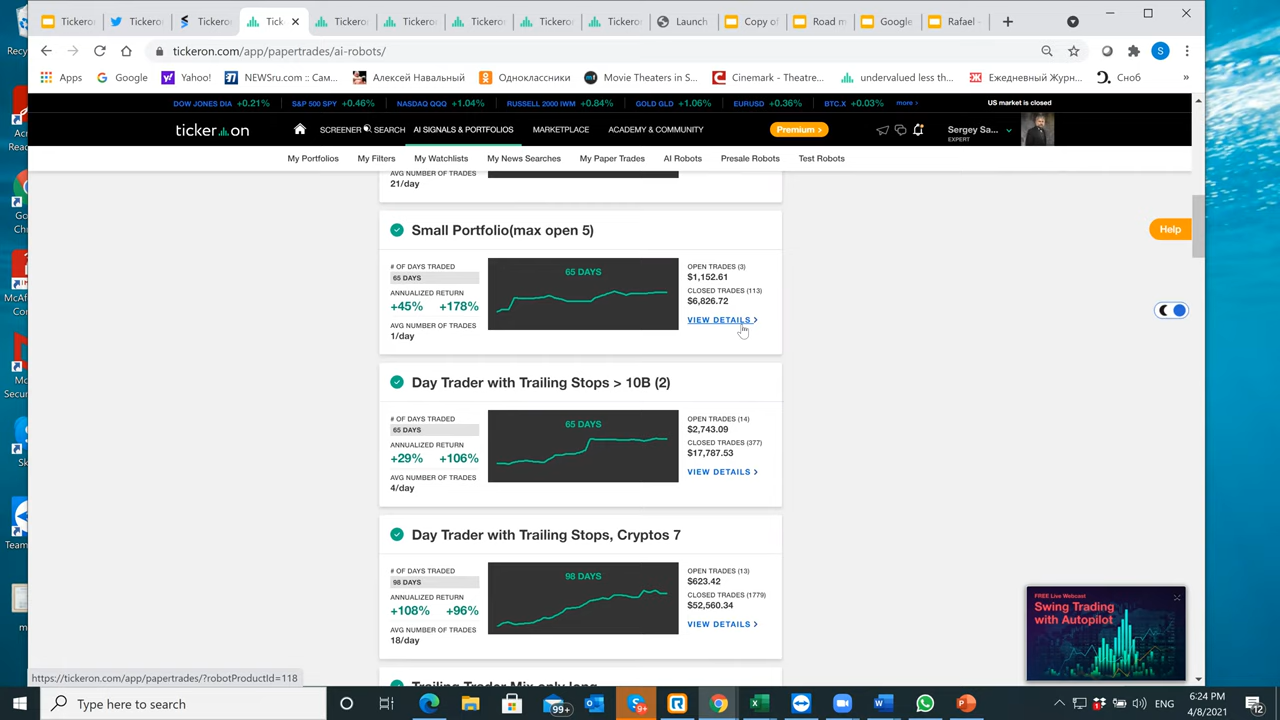 Tickeron
Twitter
Tickeron
Tick
Tickeron
Tickeron
Tickeron
Tickeron
Tickeron
Launch
Copy of
Road m
Google
Rafael -
tickeron.com/app/papertrades/ai-robots/
S
Apps
Google
Yahoo!
NEWSru.com :: Сам...
Алексей Навальный
Одноклассники
Movie Theaters in S...
Cinemark - Theatre...
undervalued less th...
Ежедневный Журн...
Сноб
»
DOW JONES DIA +0.21%
S&P 500 SPY +0.46%
NASDAQ QQQ +1.04%
RUSSELL 2000 IWM +0.84%
GOLD GLD +1.06%
EURUSD +0.36%
BTC.X +0.03%
more >
US market is closed
tickeron
SCREENER
SEARCH
AI SIGNALS & PORTFOLIOS
MARKETPLACE
ACADEMY & COMMUNITY
Premium >
Sergey Sa...
EXPERT
My Portfolios
My Filters
My Watchlists
My News Searches
My Paper Trades
AI Robots
Presale Robots
Test Robots
AVG NUMBER OF TRADES
21/day
Small Portfolio(max open 5)
# OF DAYS TRADED
65 DAYS
ANNUALIZED RETURN
+45% +178%
AVG NUMBER OF TRADES
1/day
65 DAYS
OPEN TRADES (3)
$1,152.61
CLOSED TRADES (113)
$6,826.72
VIEW DETAILS >
Day Trader with Trailing Stops > 10B (2)
# OF DAYS TRADED
65 DAYS
ANNUALIZED RETURN
+29% +106%
AVG NUMBER OF TRADES
4/day
65 DAYS
OPEN TRADES (14)
$2,743.09
CLOSED TRADES (377)
$17,787.53
VIEW DETAILS >
Day Trader with Trailing Stops, Cryptos 7
# OF DAYS TRADED
98 DAYS
ANNUALIZED RETURN
+108% +96%
AVG NUMBER OF TRADES
18/day
98 DAYS
OPEN TRADES (13)
$623.42
CLOSED TRADES (1779)
$52,560.34
VIEW DETAILS >
Trailing Trader Mix only long
Help
FREE Live Webcast
Swing Trading
with Autopilot
https://tickeron.com/app/papertrades/?robotProductId=118
Type here to search
99+
9+
ENG
6:24 PM
4/8/2021
12